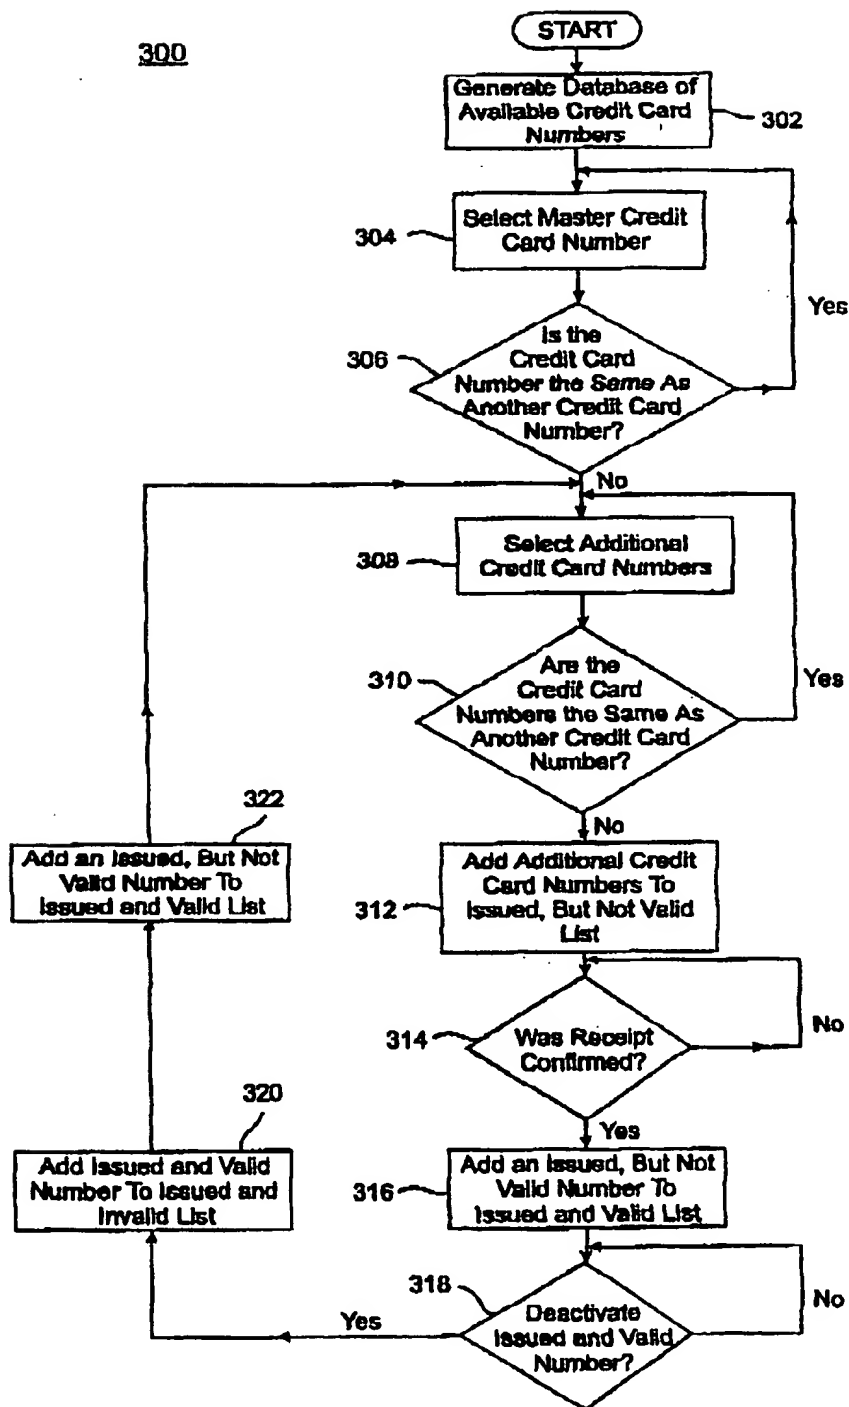 300
START
Generate Database of
Available Credit Card
Numbers
302
Select Master Credit
Card Number
304
Yes
Is the
Credit Card
Number the Same As
Another Credit Card
Number?
306
No
Select Additional
Credit Card Numbers
308
Are the
Credit Card
Numbers the Same As
Another Credit Card
Number?
310
Yes
No
322
Add an Issued, But Not
Valid Number To
Issued and Valid List
Add Additional Credit
Card Numbers To
Issued, But Not Valid
List
312
Was Receipt
Confirmed?
314
No
Yes
320
Add Issued and Valid
Number To Issued and
Invalid List
Add an Issued, But Not
Valid Number To
Issued and Valid List
316
318
Deactivate
Issued and Valid
Number?
No
Yes